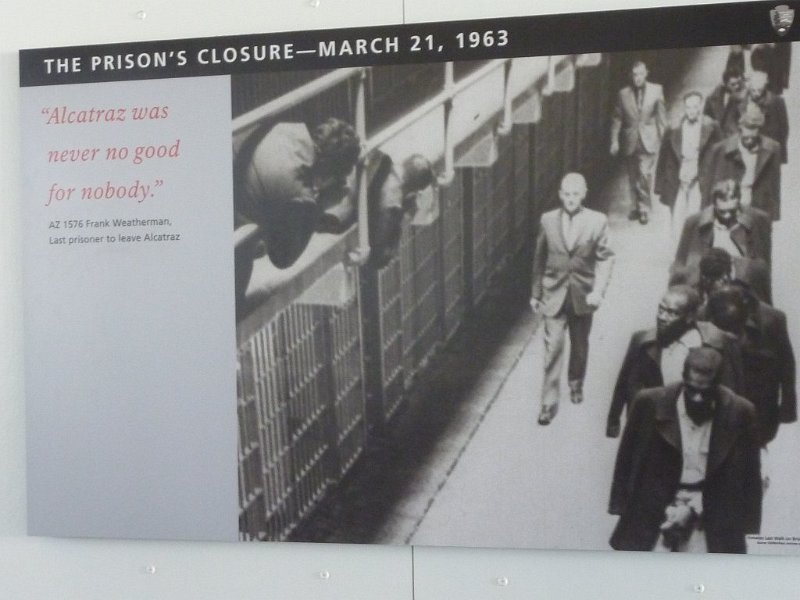 THE PRISON'S CLOSURE—MARCH 21, 1963
“Alcatraz was
never no good
for nobody.”
AZ 1576 Frank Weatherman,
Last prisoner to leave Alcatraz